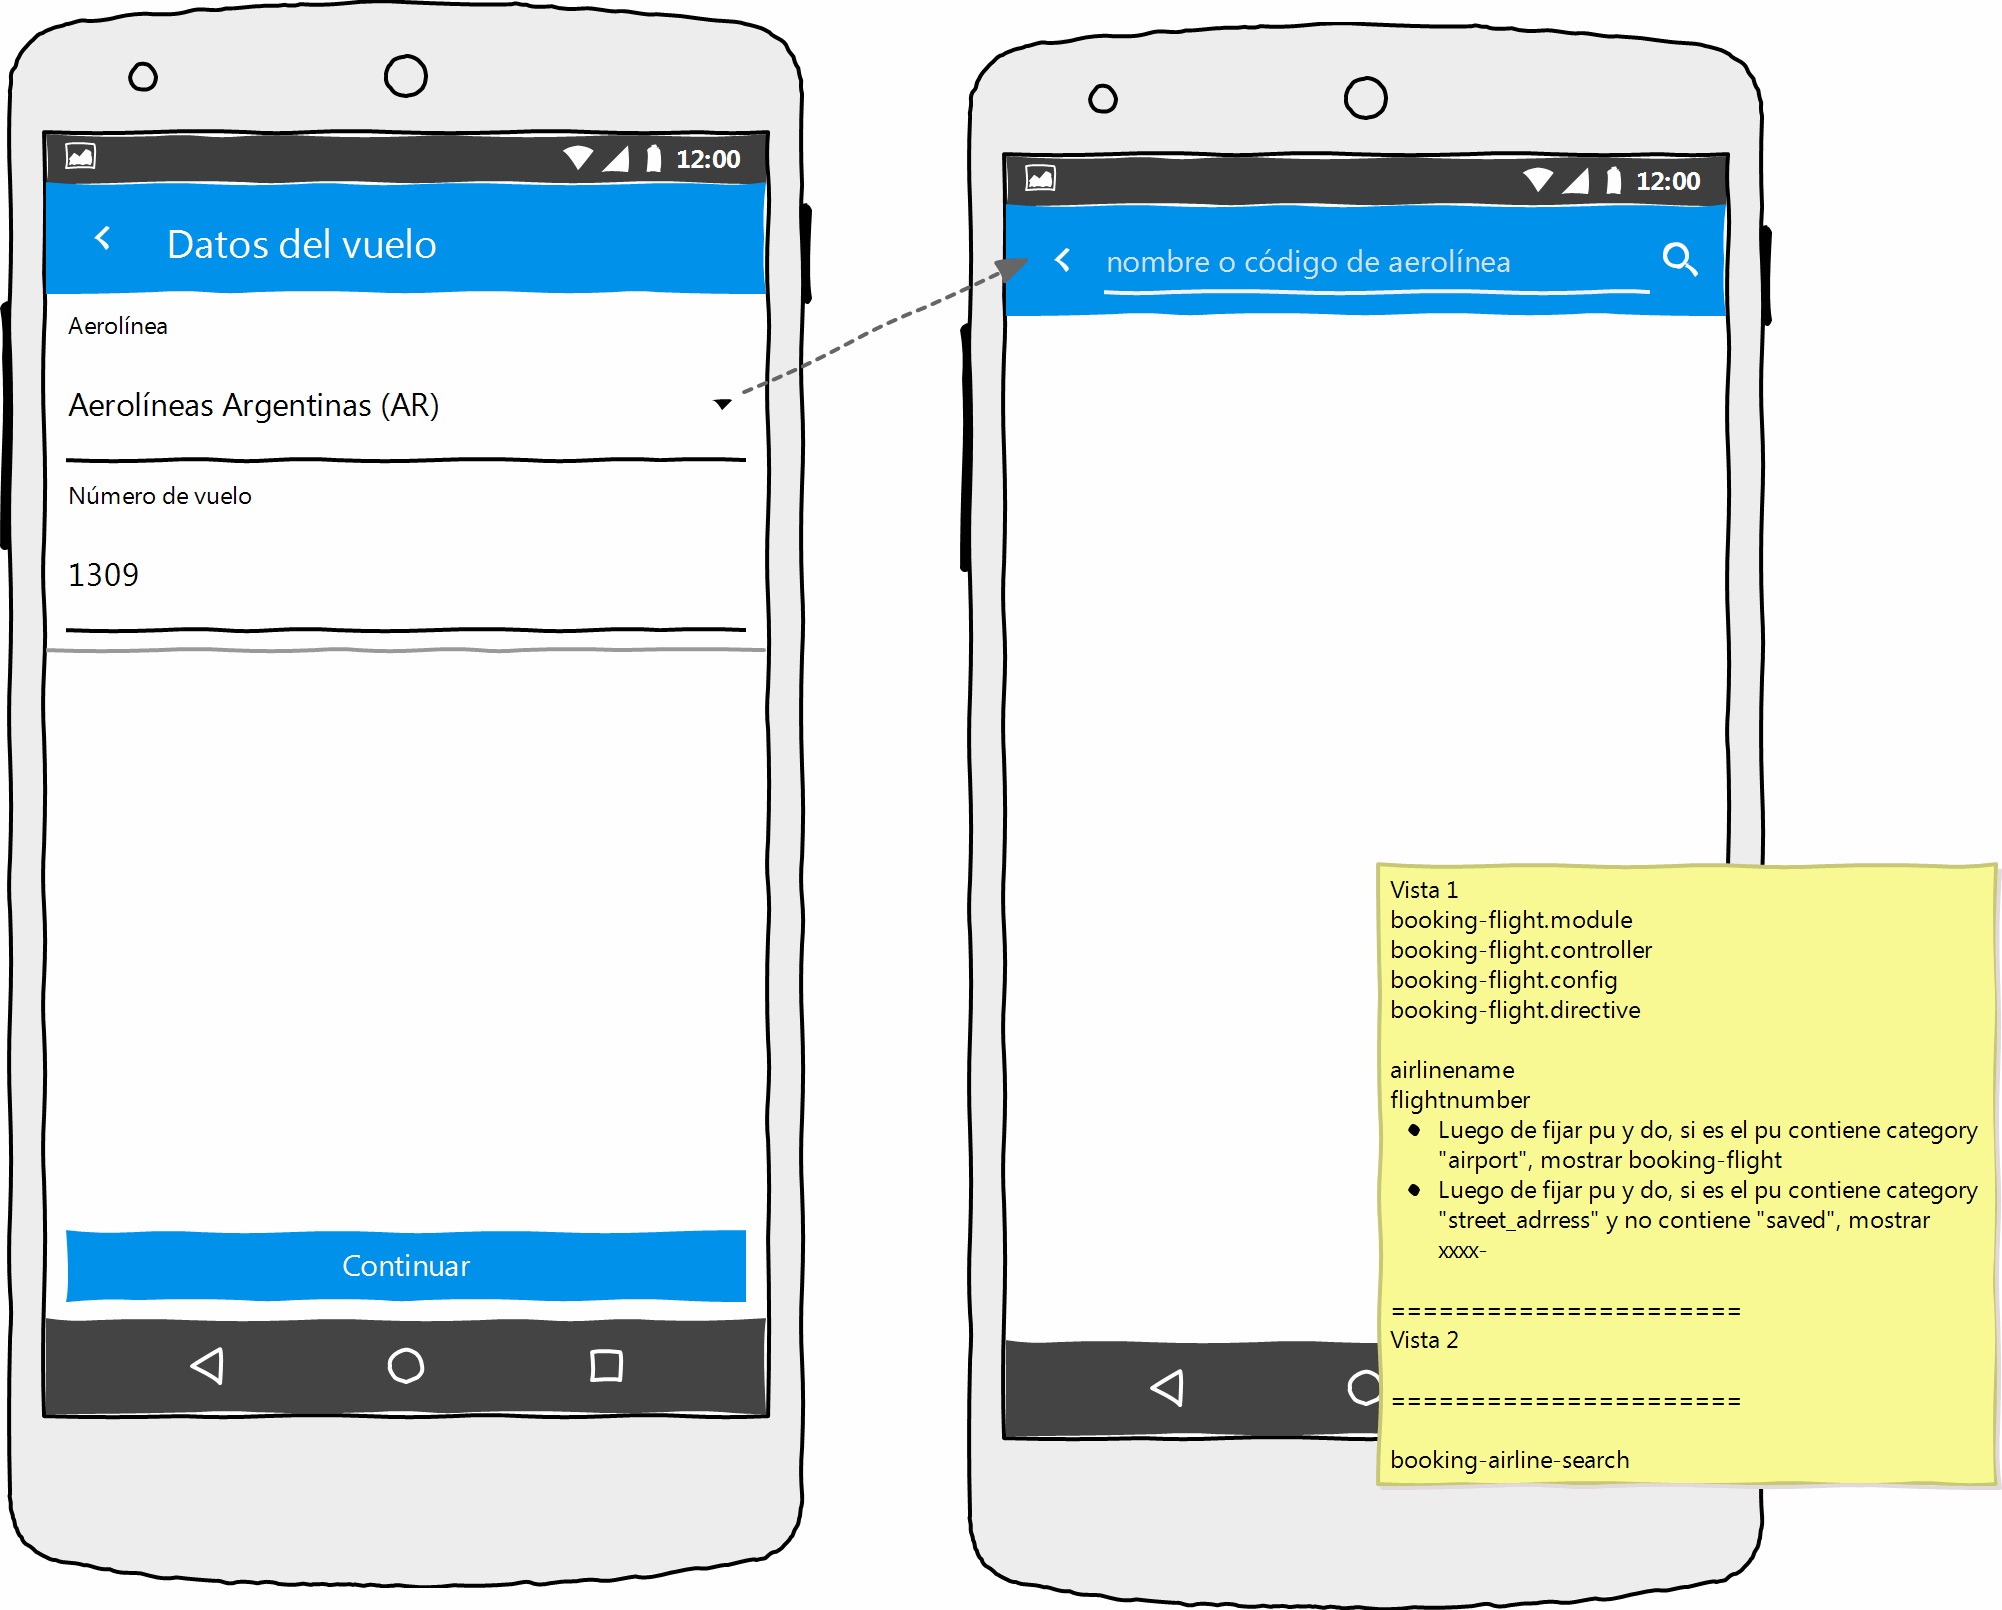 12:00
Datos del vuelo
Aerolínea
Aerolíneas Argentinas (AR)
Número de vuelo
1309
Continuar
12:00
nombre o código de aerolínea
Vista 1
booking-flight.module
booking-flight.controller
booking-flight.config
booking-flight.directive
airlinename
flightnumber
• Luego de fijar pu y do, si es el pu contiene category
"airport", mostrar booking-flight
• Luego de fijar pu y do, si es el pu contiene category
"street_adrress" y no contiene "saved", mostrar
xxxx-
======================
Vista 2
======================
booking-airline-search